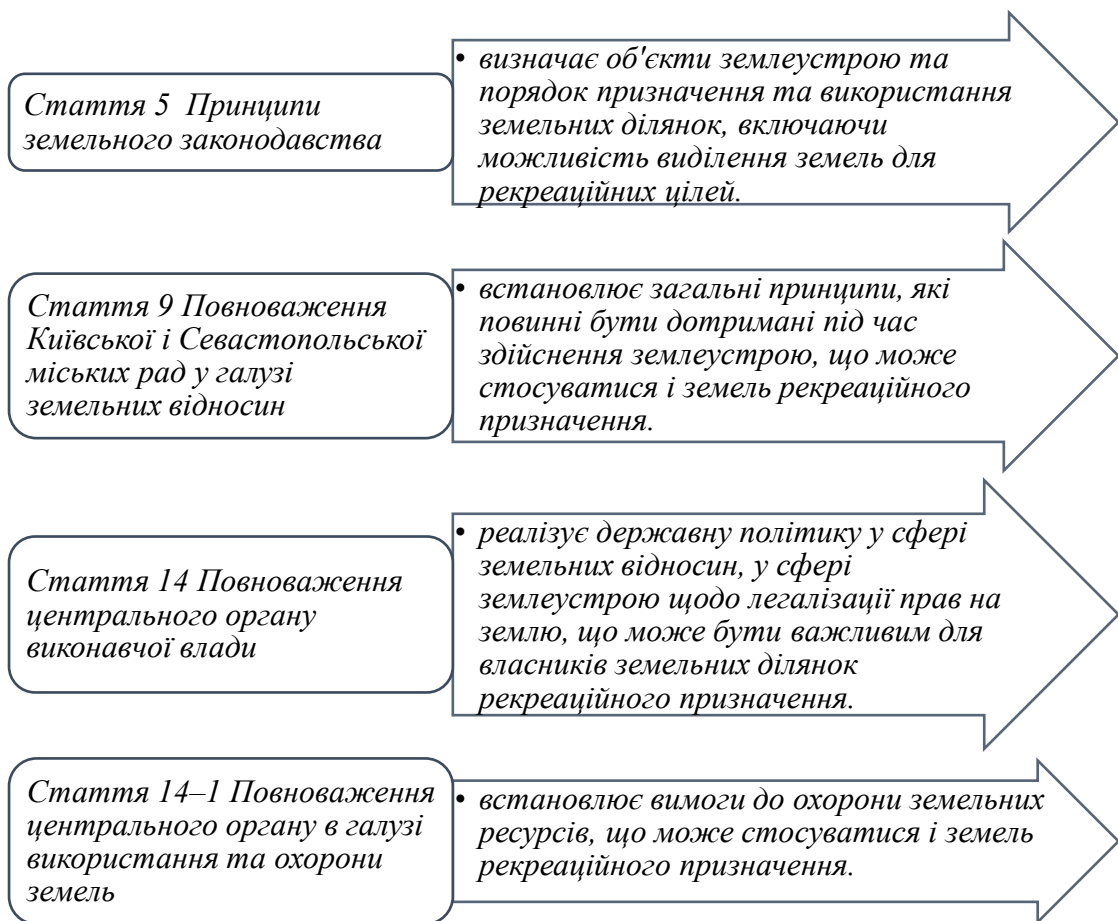 Стаття 5 Принципи
земельного законодавства
• визначає об'єкти землеустрою та
порядок призначення та використання
земельних ділянок, включаючи
можливість виділення земель для
рекреаційних цілей.
Стаття 9 Повноваження
Київської і Севастопольської
міських рад у галузі
земельних відносин
• встановлює загальні принципи, які
повинні бути дотримані під час
здійснення землеустрою, що може
стосуватися і земель рекреаційного
призначення.
Стаття 14 Повноваження
центрального органу
виконавчої влади
• реалізує державну політику у сфері
земельних відносин, у сфері
землеустрою щодо легалізації прав на
землю, що може бути важливим для
власників земельних ділянок
рекреаційного призначення.
Стаття 14–1 Повноваження
центрального органу в галузі
використання та охорони
земель
• встановлює вимоги до охорони земельних
ресурсів, що може стосуватися і земель
рекреаційного призначення.